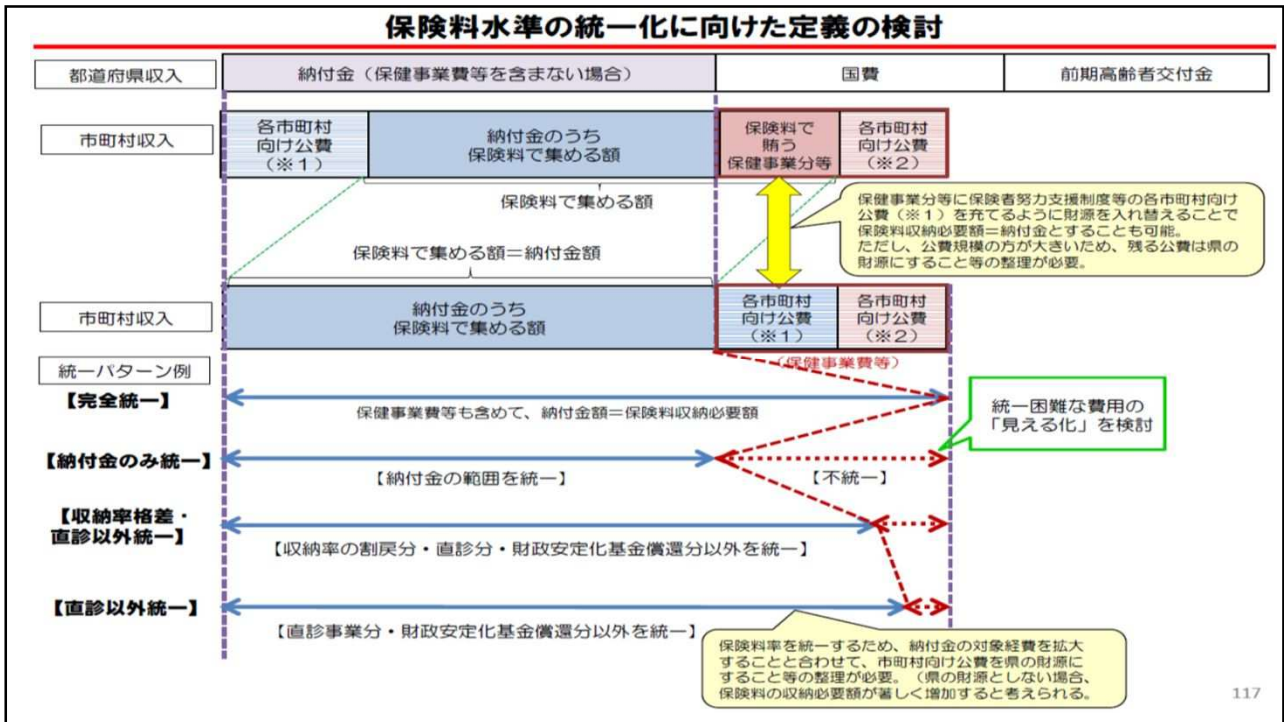 保険料水準の統一化に向けた定義の検討
都道府県収入
納付金（保健事業費等を含まない場合）
国費
前期高齢者交付金
市町村収入
各市町村
向け公費
（※1）
納付金のうち
保険料で集める額
保険料で
賄う
保健事業分等
各市町村
向け公費
（※2）
保険料で集める額
保健事業分等に保険者努力支援制度等の各市町村向け
公費（※1）を充てるように財源を入れ替えることで
保険料収納必要額＝納付金とすることも可能。
ただし、公費規模の方が大きいため、残る公費は県の
財源にすること等の整理が必要。
保険料で集める額＝納付金額
市町村収入
納付金のうち
保険料で集める額
各市町村
向け公費
（※1）
各市町村
向け公費
（※2）
（保健事業費等）
統一パターン例
【完全統一】
保健事業費等も含めて、納付金額＝保険料収納必要額
統一困難な費用の
「見える化」を検討
【納付金のみ統一】
【納付金の範囲を統一】
【不統一】
【収納率格差・
直診以外統一】
【収納率の割戻分・直診分・財政安定化基金償還分以外を統一】
【直診以外統一】
【直診事業分・財政安定化基金償還分以外を統一】
保険料率を統一するため、納付金の対象経費を拡大
することと合わせて、市町村向け公費を県の財源に
すること等の整理が必要。（県の財源としない場合、
保険料の収納必要額が著しく増加すると考えられる。
117